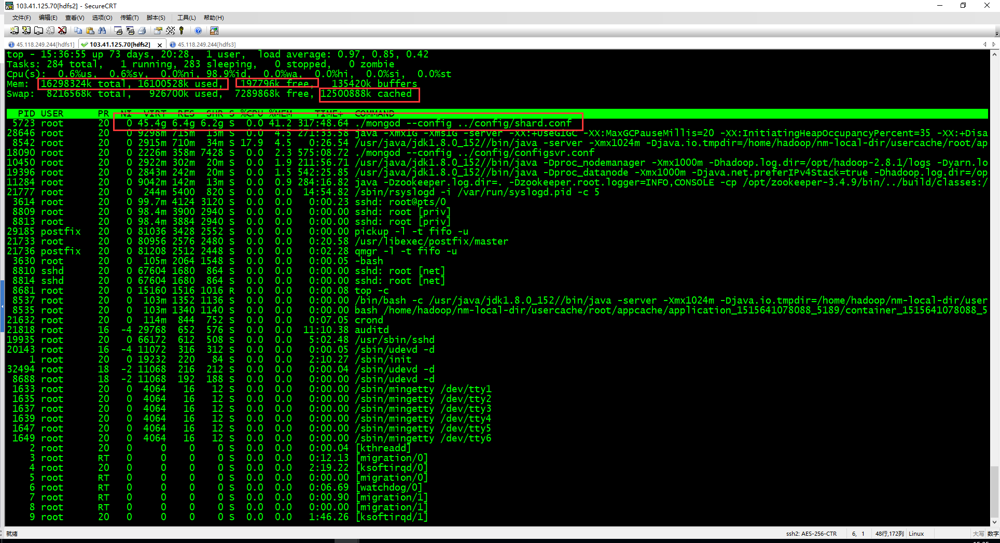 103.41.125.70[hdfs2] - SecureCRT
文件(F) 编辑(E) 查看(V) 选项(O) 传输(T) 脚本(S) 工具(L) 帮助(H)
45.118.249.244[hdfs1] 103.41.125.70[hdfs2] x 45.118.249.244[hdfs3]
top - 15:36:55 up 73 days, 20:28,  1 user,  load average: 0.97, 0.85, 0.42
Tasks: 284 total,   1 running, 283 sleeping,   0 stopped,   0 zombie
Cpu(s):  0.6%us,  0.6%sy,  0.0%ni, 98.9%id,  0.0%wa,  0.0%hi,  0.0%si,  0.0%st
Mem:  16298324k total, 16100528k used,   197796k free,   135420k buffers
Swap:  8216568k total,   926700k used,  7289868k free, 12500888k cached
PID USER      PR  NI  VIRT  RES  SHR S %CPU %MEM    TIME+  COMMAND
5723 root      20   0 45.4g 6.4g 6.2g S  0.0 41.2 317:48.64 ./mongod --config ../config/shard.conf
28646 root      20   0 9298m 715m  13m S  0.0  4.5 271:33.58 java -Xmx1G -Xms1G -server -XX:+UseG1GC -XX:MaxGCPauseMillis=20 -XX:InitiatingHeapOccupancyPercent=35 -XX:+Disa
8542 root      20   0 2915m 710m  34m S 17.9  4.5   0:26.54 /usr/java/jdk1.8.0_152//bin/java -server -Xmx1024m -Djava.io.tmpdir=/home/hadoop/nm-local-dir/usercache/root/ap
18090 root      20   0 2226m 358m 7428 S  0.0  2.3 575:08.72 ./mongod --config ../config/configsvr.conf
10450 root      20   0 2922m 302m  20m S  0.0  1.9 211:56.71 /usr/java/jdk1.8.0_152//bin/java -Dproc_nodemanager -Xmx1000m -Dhadoop.log.dir=/opt/hadoop-2.8.1/logs -Dyarn.lo
19396 root      20   0 2843m 242m  20m S  0.0  1.5 542:25.85 /usr/java/jdk1.8.0_152//bin/java -Dproc_datanode -Xmx1000m -Djava.net.preferIPv4Stack=true -Dhadoop.log.dir=/op
11284 root      20   0 9042m 142m  13m S  0.0  0.9 284:16.82 java -Dzookeeper.log.dir=. -Dzookeeper.root.logger=INFO,CONSOLE -cp /opt/zookeeper-3.4.9/bin/../build/classes:/
21777 root      20   0  244m 5400  820 S  0.0  0.0  14:54.82 /sbin/rsyslogd -i /var/run/syslogd.pid -c 5
3614 root      20   0 99.7m 4124 3120 S  0.0  0.0   0:00.23 sshd: root@pts/0
8809 root      20   0 98.4m 3900 2940 S  0.0  0.0   0:00.00 sshd: root [priv]
8813 root      20   0 98.4m 3884 2940 S  0.0  0.0   0:00.00 sshd: root [priv]
29185 postfix   20   0 81036 3428 2552 S  0.0  0.0   0:00.00 pickup -l -t fifo -u
21733 root      20   0 80956 2576 2480 S  0.0  0.0   0:20.58 /usr/libexec/postfix/master
21736 postfix   20   0 81208 2512 2448 S  0.0  0.0   0:02.28 qmgr -l -t fifo -u
3630 root      20   0  105m 2064 1548 S  0.0  0.0   0:00.05 -bash
8810 sshd      20   0 67604 1680  864 S  0.0  0.0   0:00.00 sshd: root [net]
8814 sshd      20   0 67604 1680  864 S  0.0  0.0   0:00.00 sshd: root [net]
8681 root      20   0 15160 1516 1016 R  0.0  0.0   0:00.08 top -c
8537 root      20   0  103m 1352 1136 S  0.0  0.0   0:00.00 /bin/bash -c /usr/java/jdk1.8.0_152//bin/java -server -Xmx1024m -Djava.io.tmpdir=/home/hadoop/nm-local-dir/user
8535 root      20   0  103m 1340 1140 S  0.0  0.0   0:00.00 bash /home/hadoop/nm-local-dir/usercache/root/appcache/application_1515641078088_5189/container_1515641078088_5
21632 root      20   0  114m  844  752 S  0.0  0.0   0:07.05 crond
21818 root      16  -4 29768  652  576 S  0.0  0.0  11:10.38 auditd
19935 root      20   0 66172  612  508 S  0.0  0.0   5:02.48 /usr/sbin/sshd
20143 root      16  -4 11072  316  312 S  0.0  0.0   0:00.05 /sbin/udevd -d
1 root      20   0 19232  220   84 S  0.0  0.0   2:10.27 /sbin/init
32494 root      18  -2 11068  216  212 S  0.0  0.0   0:00.04 /sbin/udevd -d
8688 root      18  -2 11068  192  188 S  0.0  0.0   0:00.00 /sbin/udevd -d
1633 root      20   0  4064   16   12 S  0.0  0.0   0:00.00 /sbin/mingetty /dev/tty1
1635 root      20   0  4064   16   12 S  0.0  0.0   0:00.00 /sbin/mingetty /dev/tty2
1637 root      20   0  4064   16   12 S  0.0  0.0   0:00.00 /sbin/mingetty /dev/tty3
1639 root      20   0  4064   16   12 S  0.0  0.0   0:00.00 /sbin/mingetty /dev/tty4
1647 root      20   0  4064   16   12 S  0.0  0.0   0:00.00 /sbin/mingetty /dev/tty5
1649 root      20   0  4064   16   12 S  0.0  0.0   0:00.00 /sbin/mingetty /dev/tty6
2 root      20   0     0    0    0 S  0.0  0.0   0:00.04 [kthreadd]
3 root      RT   0     0    0    0 S  0.0  0.0   0:12.13 [migration/0]
4 root      20   0     0    0    0 S  0.0  0.0   2:19.22 [ksoftirqd/0]
5 root      RT   0     0    0    0 S  0.0  0.0   0:00.00 [migration/0]
6 root      RT   0     0    0    0 S  0.0  0.0   0:06.69 [watchdog/0]
7 root      RT   0     0    0    0 S  0.0  0.0   0:00.90 [migration/1]
8 root      RT   0     0    0    0 S  0.0  0.0   0:00.00 [migration/1]
9 root      20   0     0    0    0 S  0.0  0.0   1:46.26 [ksoftirqd/1]
就绪 ssh2: AES-256-CTR 6, 1 48行,172列 Linux 大写 数字